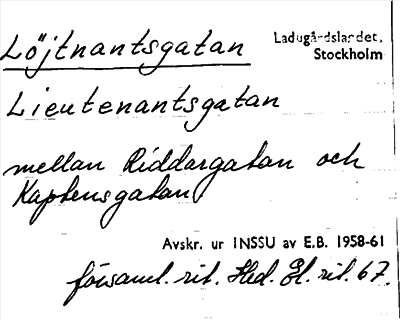 Löjtnantsgatan
Ladugårdslandet,
Stockholm
Lieutenantsgatan
mellan Riddargatan och
Kaptensgatan
Avskr. ur INSSU av E.B. 1958-61
församl. rit. Hed. El. rit. 67.